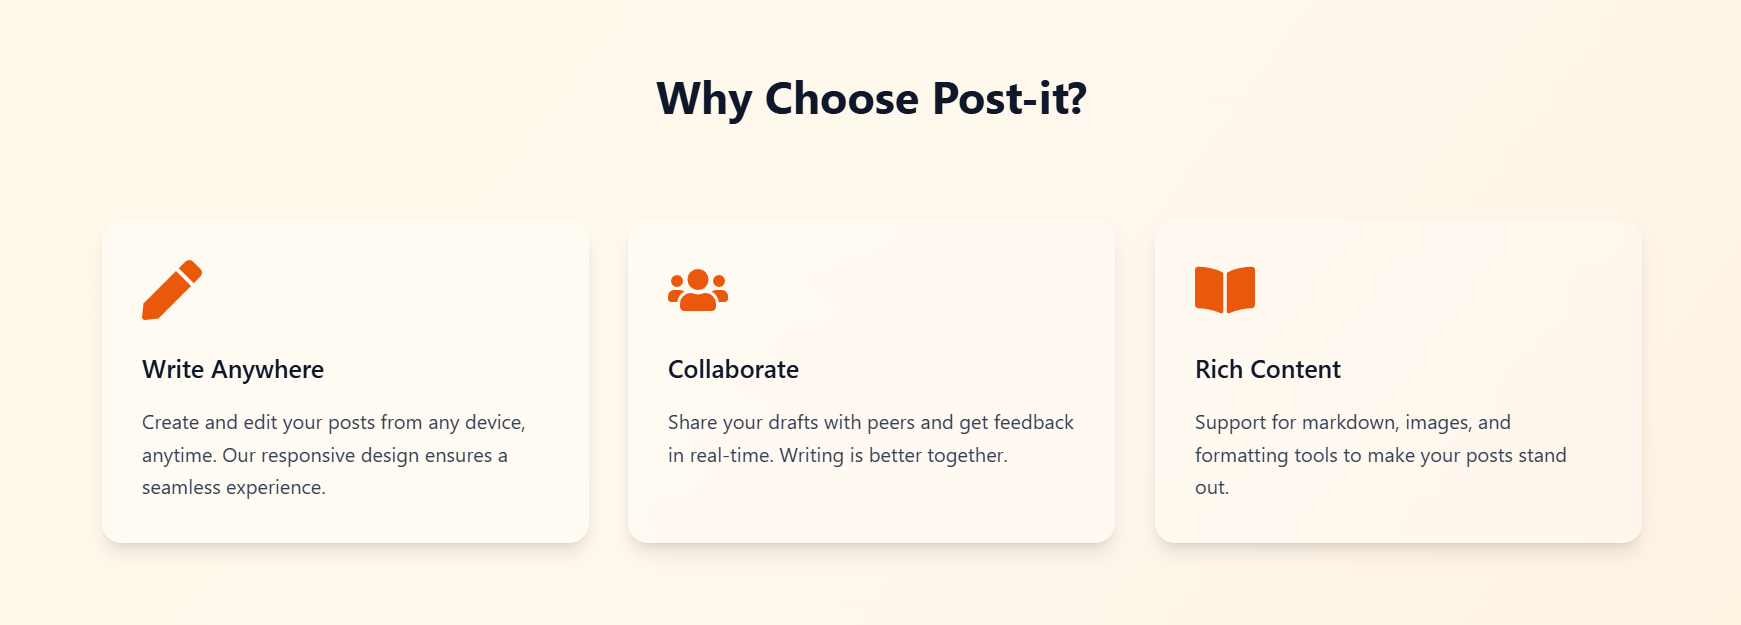 Why Choose Post-it?
Write Anywhere
Create and edit your posts from any device,
anytime. Our responsive design ensures a
seamless experience.
Collaborate
Share your drafts with peers and get feedback
in real-time. Writing is better together.
Rich Content
Support for markdown, images, and
formatting tools to make your posts stand
out.